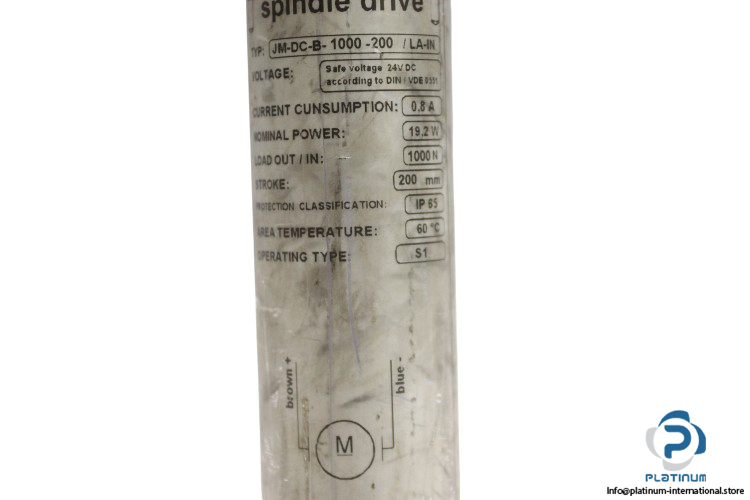 spindle drive
TYP: JM-DC-B-1000-200 / LA-IN
VOLTAGE: Safe voltage 24V DC
according to DIN / VDE 0551
CURRENT CUNSUMPTION: 0,8 A
NOMINAL POWER: 19,2 W
LOAD OUT / IN: 1000 N
STROKE: 200 mm
PROTECTION CLASSIFICATION: IP 65
AREA TEMPERATURE: 60 °C
OPERATING TYPE: S1
brown +
blue -
M
PLATINUM
Info@platinum-international.store